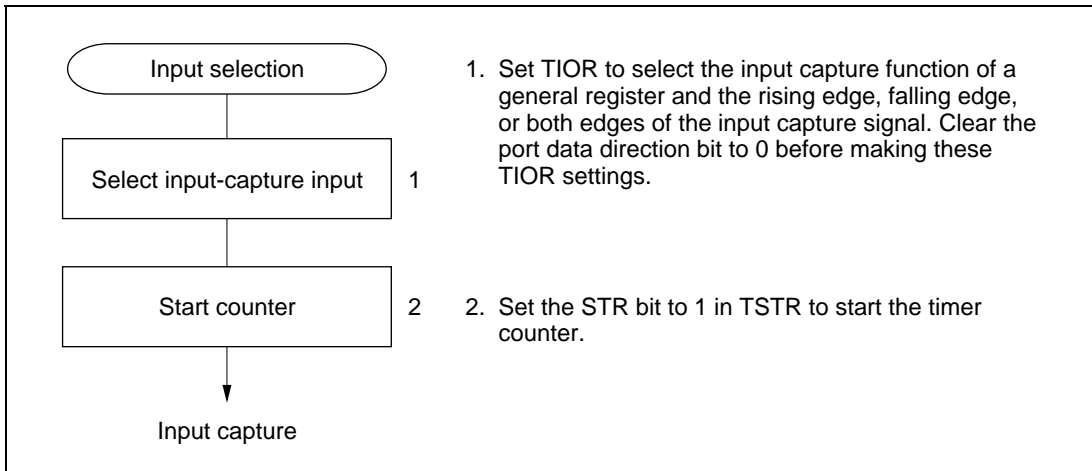 Input selection
1. Set TIOR to select the input capture function of a
general register and the rising edge, falling edge,
or both edges of the input capture signal. Clear the
port data direction bit to 0 before making these
TIOR settings.
Select input-capture input 1
Start counter 2
2. Set the STR bit to 1 in TSTR to start the timer
counter.
Input capture